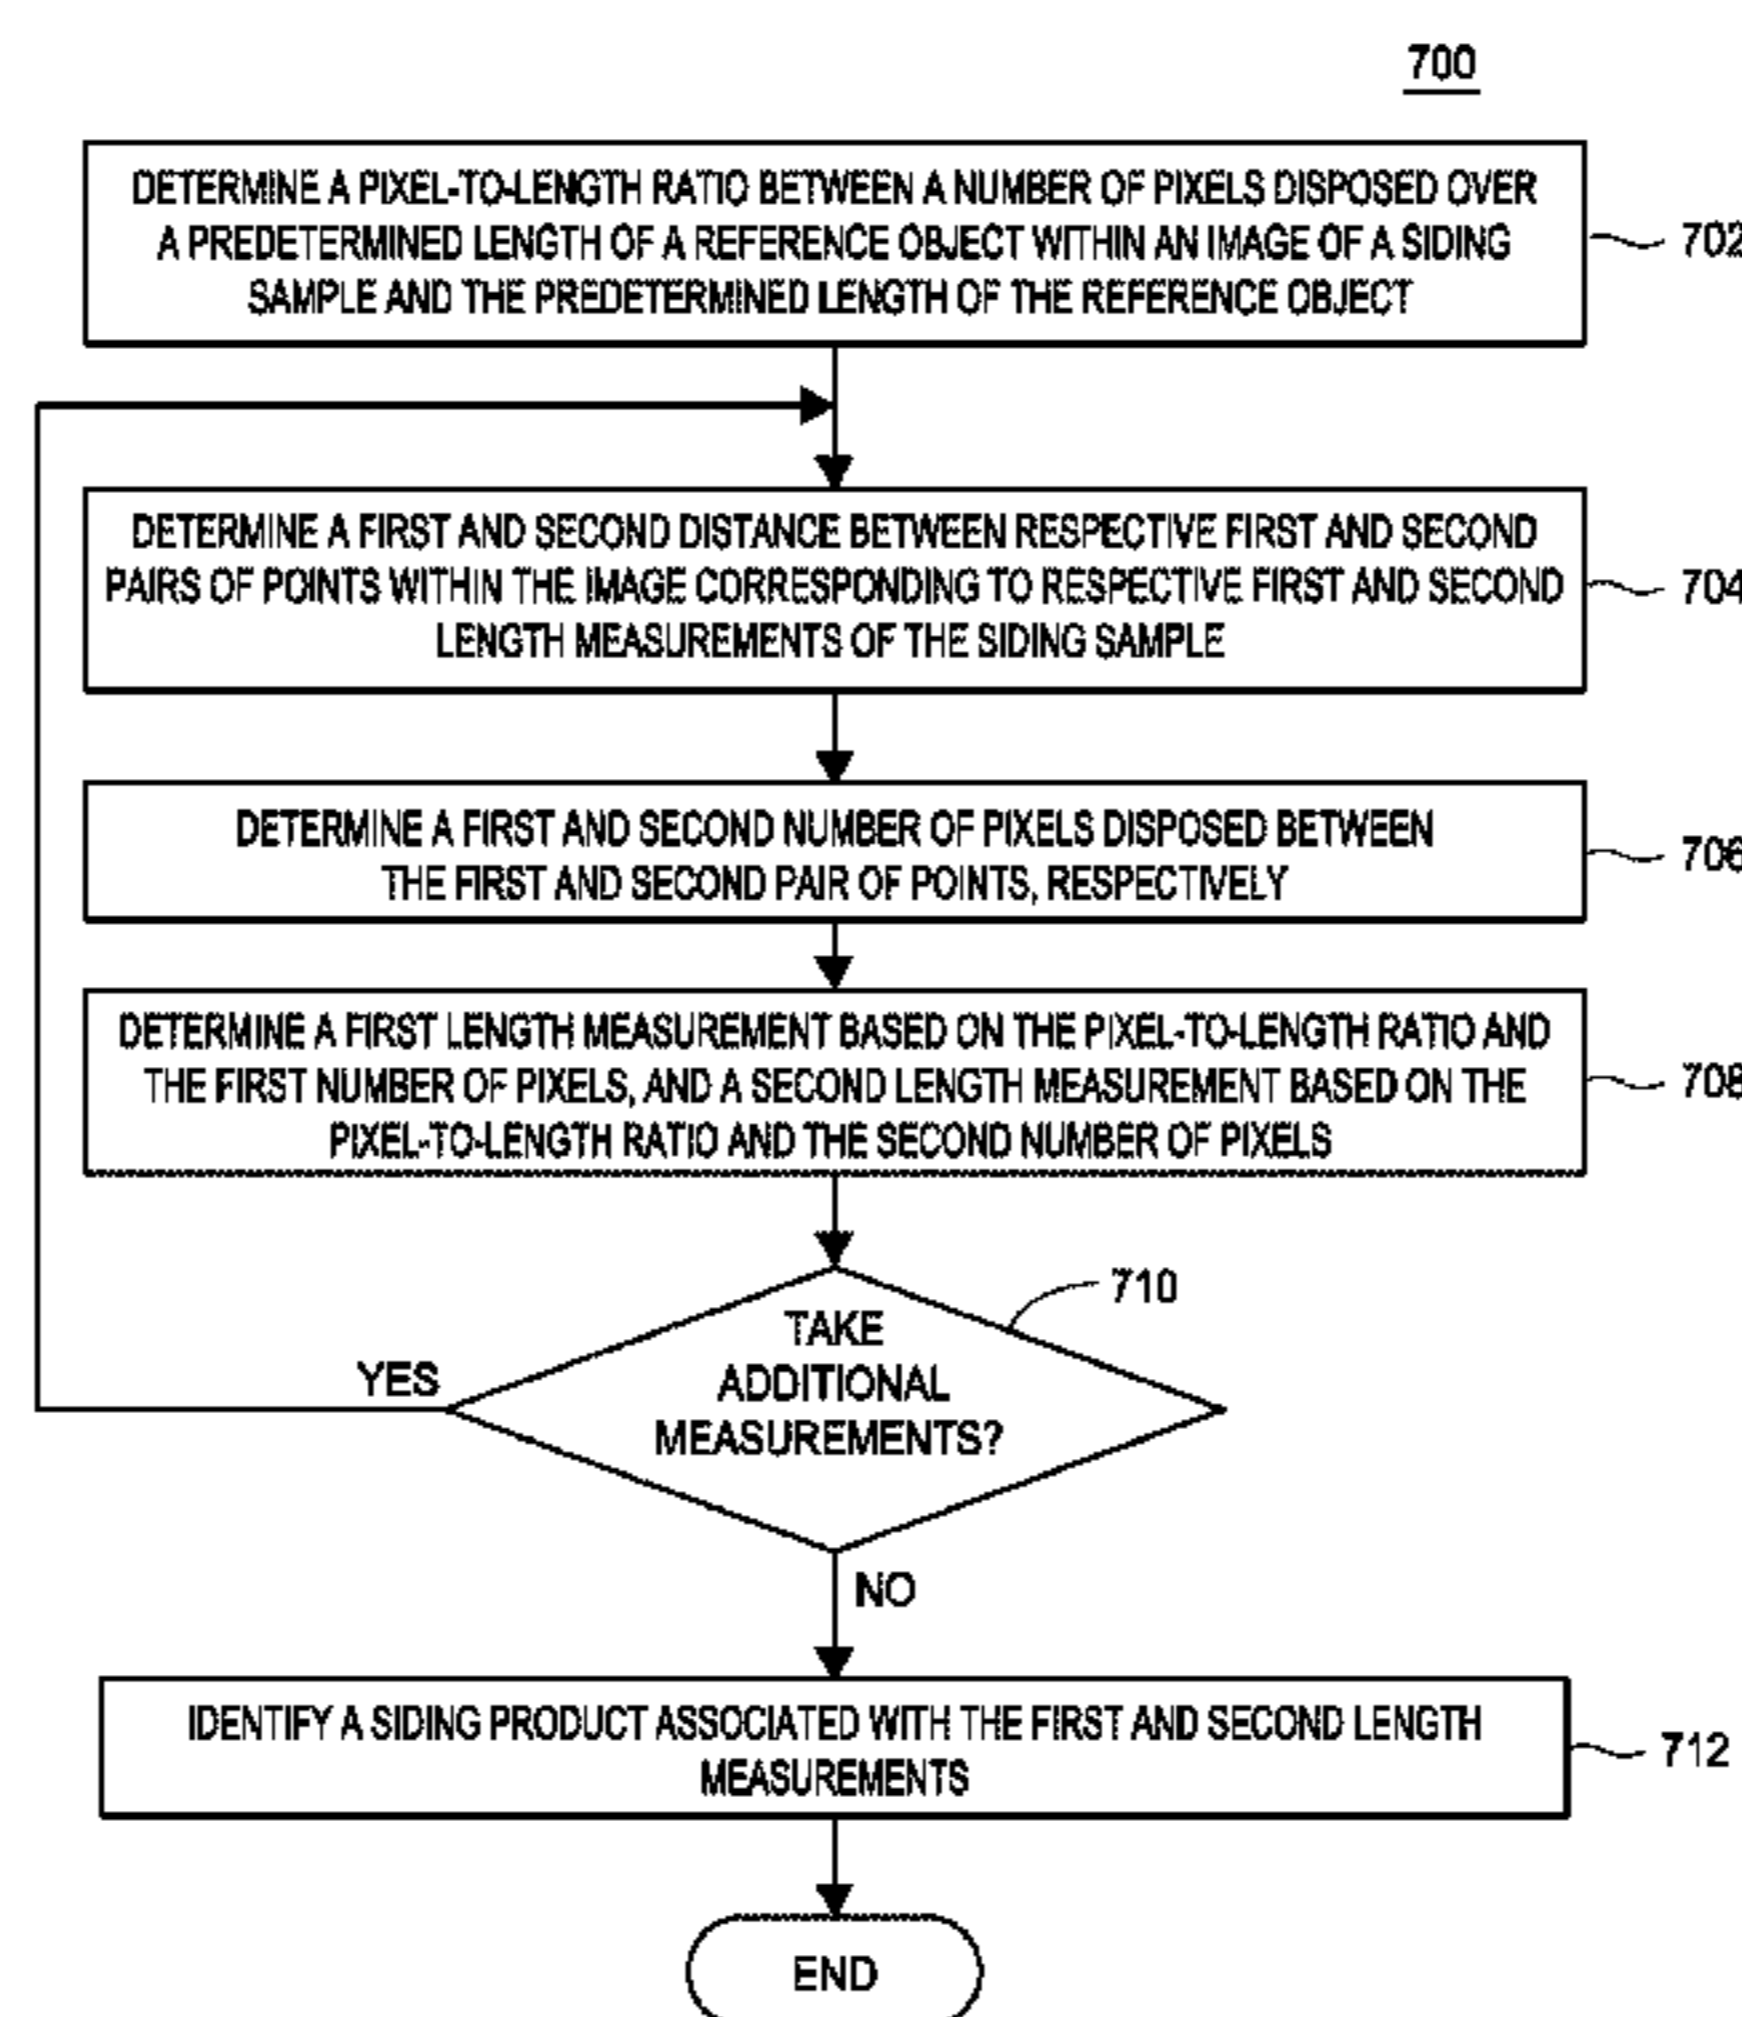 700
DETERMINE A PIXEL-TO-LENGTH RATIO BETWEEN A NUMBER OF PIXELS DISPOSED OVER
A PREDETERMINED LENGTH OF A REFERENCE OBJECT WITHIN AN IMAGE OF A SIDING
SAMPLE AND THE PREDETERMINED LENGTH OF THE REFERENCE OBJECT
702
DETERMINE A FIRST AND SECOND DISTANCE BETWEEN RESPECTIVE FIRST AND SECOND
PAIRS OF POINTS WITHIN THE IMAGE CORRESPONDING TO RESPECTIVE FIRST AND SECOND
LENGTH MEASUREMENTS OF THE SIDING SAMPLE
704
DETERMINE A FIRST AND SECOND NUMBER OF PIXELS DISPOSED BETWEEN
THE FIRST AND SECOND PAIR OF POINTS, RESPECTIVELY
706
DETERMINE A FIRST LENGTH MEASUREMENT BASED ON THE PIXEL-TO-LENGTH RATIO AND
THE FIRST NUMBER OF PIXELS, AND A SECOND LENGTH MEASUREMENT BASED ON THE
PIXEL-TO-LENGTH RATIO AND THE SECOND NUMBER OF PIXELS
708
710
TAKE
ADDITIONAL
MEASUREMENTS?
YES
NO
IDENTIFY A SIDING PRODUCT ASSOCIATED WITH THE FIRST AND SECOND LENGTH
MEASUREMENTS
712
END